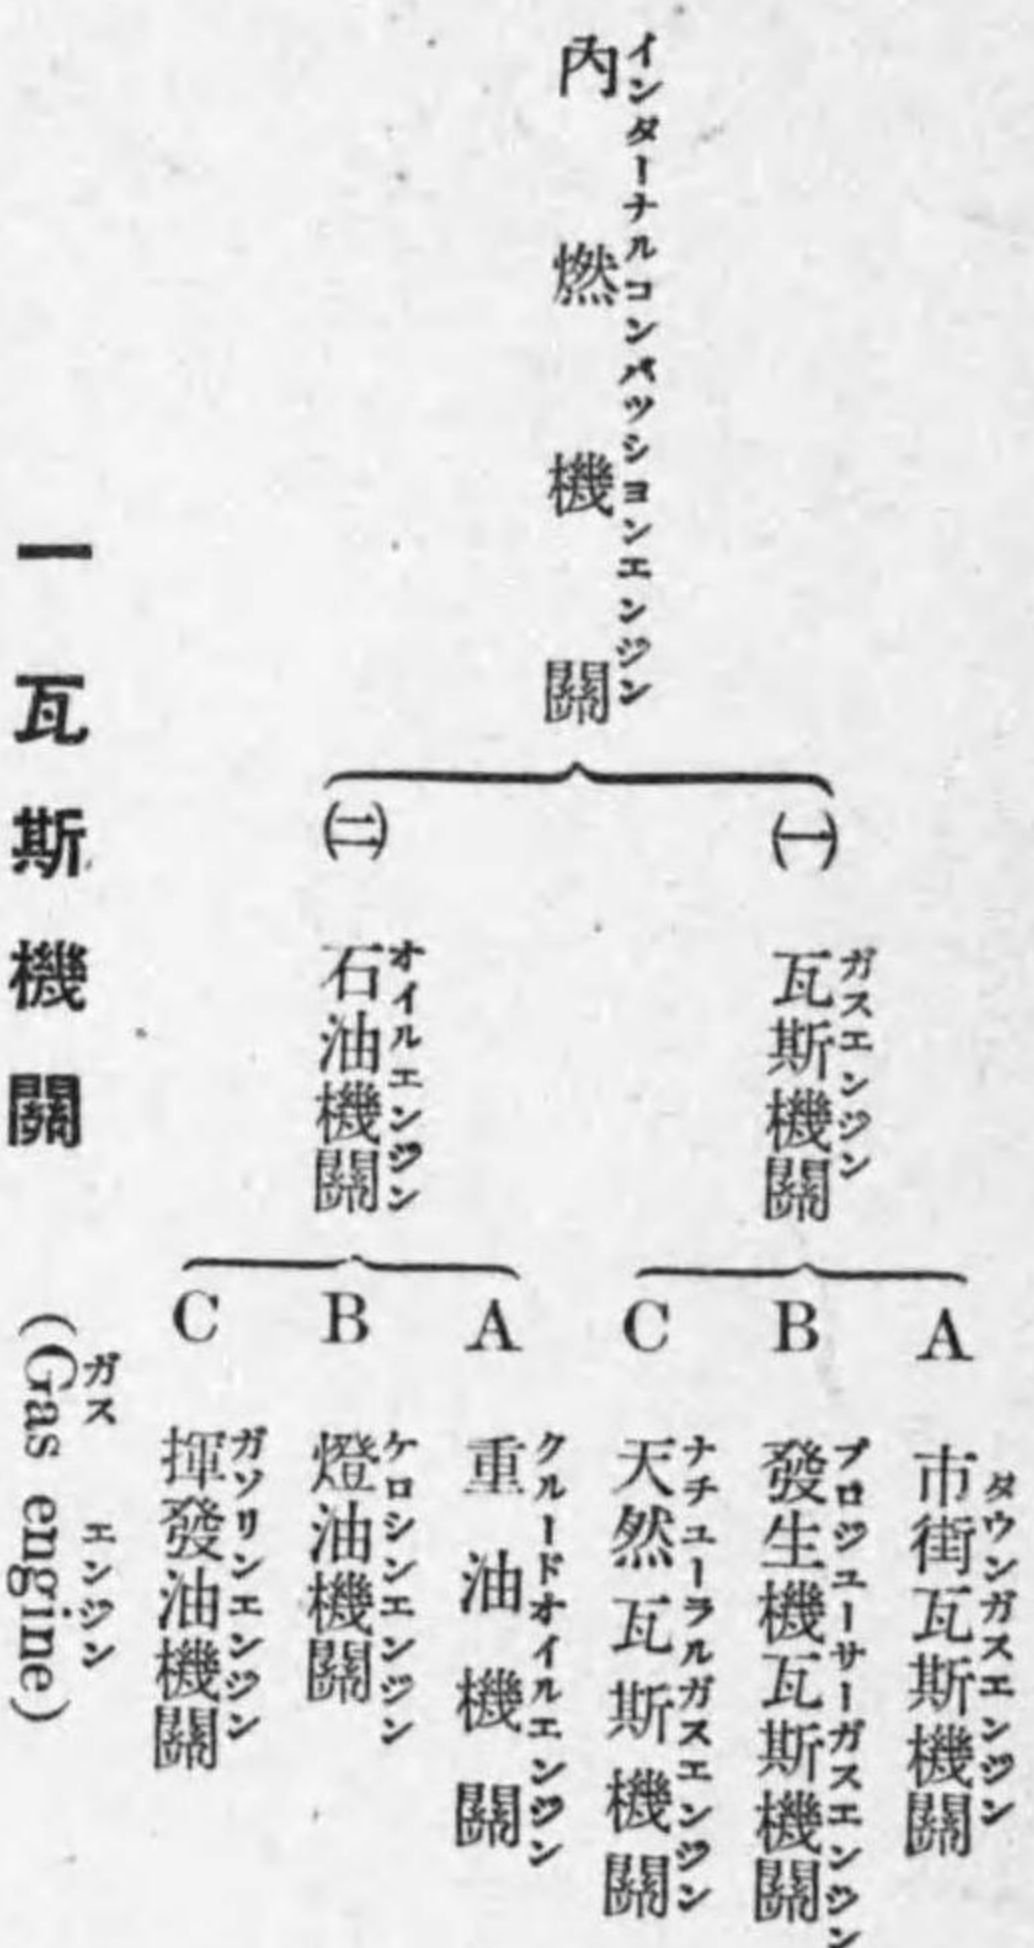 内燃機關
インターナルコンバッションエンジン
㈠ 瓦斯機關
ガスエンジン
A 市街瓦斯機關
タウンガスエンジン
B 發生機瓦斯機關
プロジューサーガスエンジン
C 天然瓦斯機關
ナチューラルガスエンジン
㈡ 石油機關
オイルエンジン
A 重油機關
クルードオイルエンジン
B 燈油機關
ケロシンエンジン
C 揮發油機關
ガソリンエンジン
一 瓦斯機關 (Gas engine)
ガス エンジン